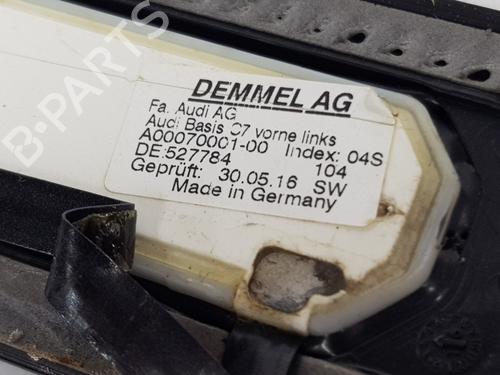 B-PARTS
DEMMEL AG
Fa. Audi AG
Audi Basis C7 vorne links
A00070001-00 Index: 04S
DE:527784 104
Geprüft: 30.05.16 SW
Made in Germany